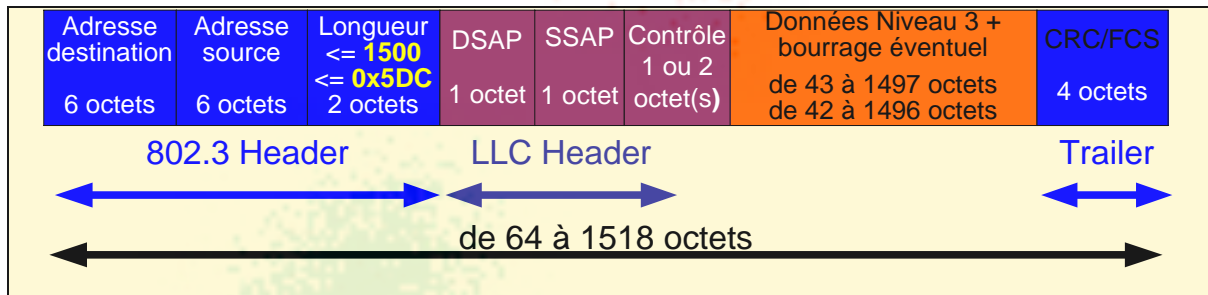 Adresse
destination
6 octets
Adresse
source
6 octets
Longueur
<= 1500
<= 0x5DC
2 octets
DSAP
1 octet
SSAP
1 octet
Contrôle
1 ou 2
octet(s)
Données Niveau 3 +
bourrage éventuel
de 43 à 1497 octets
de 42 à 1496 octets
CRC/FCS
4 octets
802.3 Header
LLC Header
Trailer
de 64 à 1518 octets